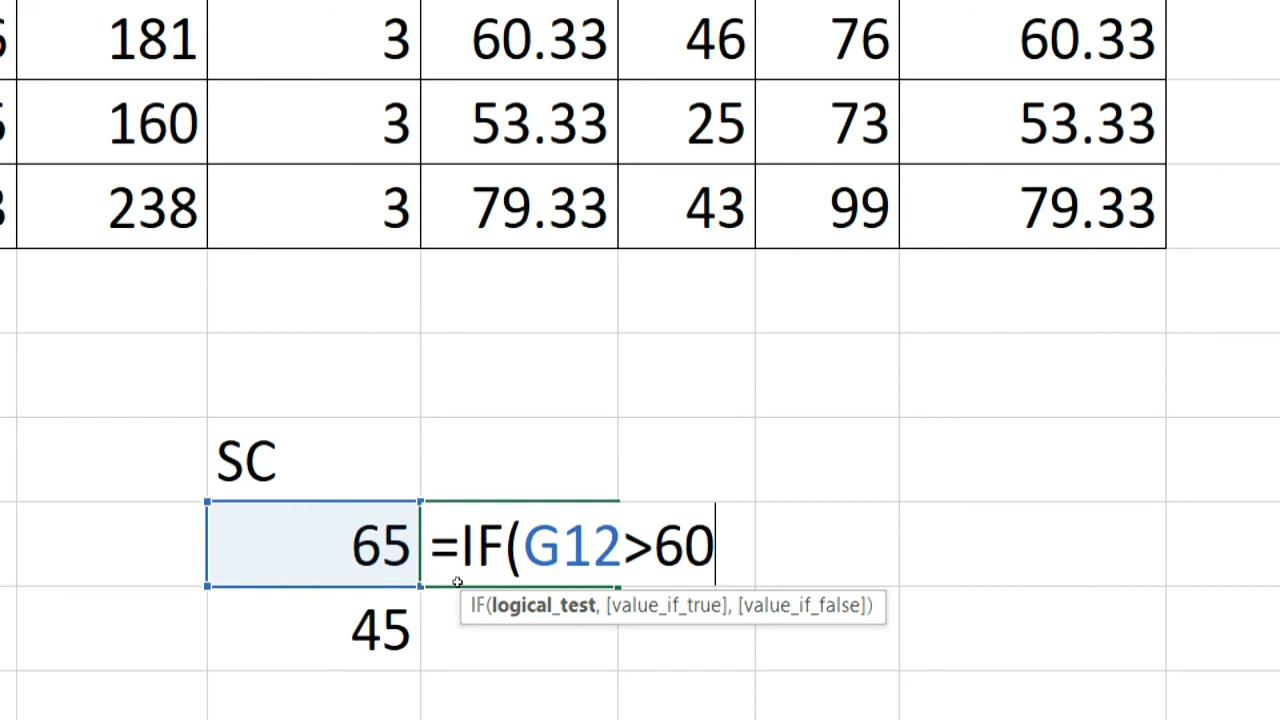 181 3 60.33 46 76 60.33
160 3 53.33 25 73 53.33
238 3 79.33 43 99 79.33
SC
65 =IF(G12>60
IF(logical_test, [value_if_true], [value_if_false])
45